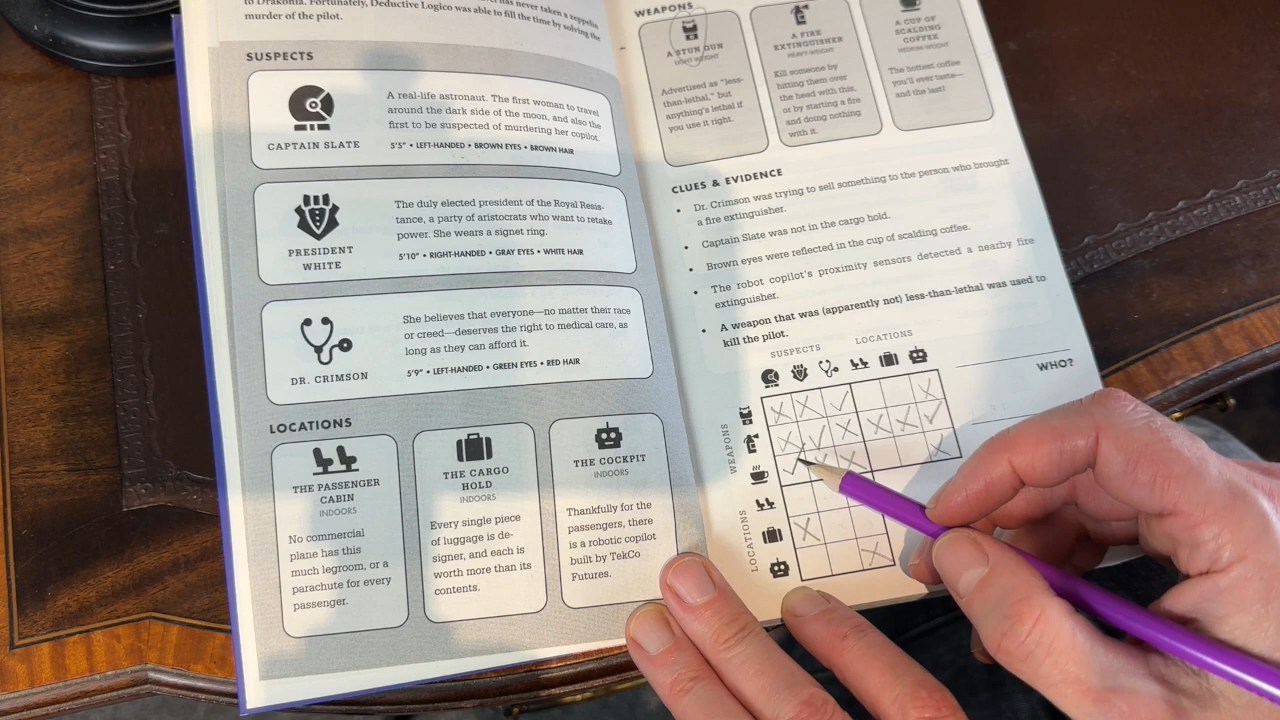 to Drakonia. Fortunately, Deductive Logico was able to fill the time by solving the
murder of the pilot.
SUSPECTS
CAPTAIN SLATE
A real-life astronaut. The first woman to travel
around the dark side of the moon, and also the
first to be suspected of murdering her copilot.
5'5" • LEFT-HANDED • BROWN EYES • BROWN HAIR
PRESIDENT
WHITE
The duly elected president of the Royal Resis-
tance, a party of aristocrats who want to retake
power. She wears a signet ring.
5'10" • RIGHT-HANDED • GRAY EYES • WHITE HAIR
DR. CRIMSON
She believes that everyone—no matter their race
or creed—deserves the right to medical care, as
long as they can afford it.
5'9" • LEFT-HANDED • GREEN EYES • RED HAIR
LOCATIONS
THE PASSENGER
CABIN
INDOORS
No commercial
plane has this
much legroom, or a
parachute for every
passenger.
THE CARGO
HOLD
INDOORS
Every single piece
of luggage is de-
signer, and each is
worth more than its
contents.
THE COCKPIT
INDOORS
Thankfully for the
passengers, there
is a robotic copilot
built by TekCo
Futures.
WEAPONS
A STUN GUN
LIGHT-WEIGHT
Advertised as "less-
than-lethal," but
anything's lethal if
you use it right.
A FIRE
EXTINGUISHER
HEAVY-WEIGHT
Kill someone by
hitting them over
the head with this,
or by starting a fire
and doing nothing
with it.
A CUP OF
SCALDING
COFFEE
MEDIUM-WEIGHT
The hottest coffee
you'll ever taste—
and the last!
CLUES & EVIDENCE
• Dr. Crimson was trying to sell something to the person who brought
a fire extinguisher.
• Captain Slate was not in the cargo hold.
• Brown eyes were reflected in the cup of scalding coffee.
• The robot copilot's proximity sensors detected a nearby fire
extinguisher.
• A weapon that was (apparently not) less-than-lethal was used to
kill the pilot.
SUSPECTS LOCATIONS
WEAPONS
LOCATIONS
WHO?